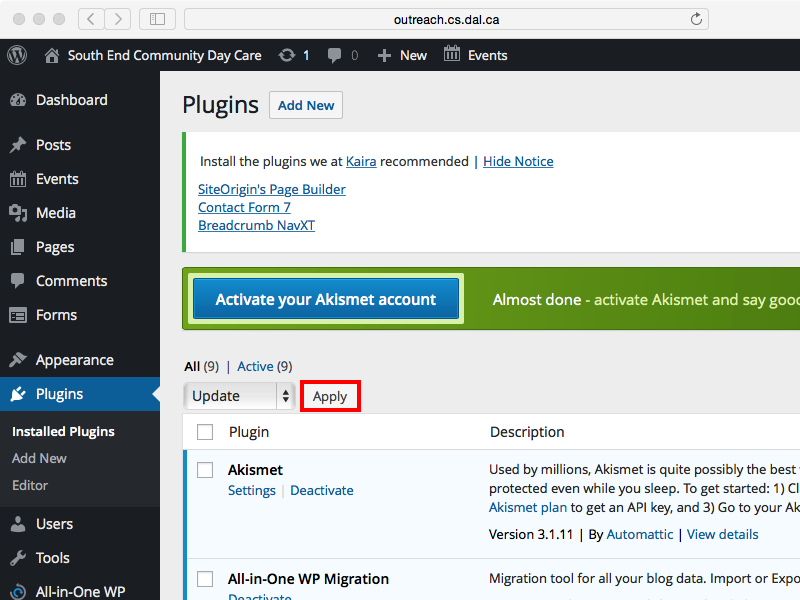 outreach.cs.dal.ca
South End Community Day Care 1 0 New Events
Dashboard
Posts
Events
Media
Pages
Comments
Forms
Appearance
Plugins
Installed Plugins
Add New
Editor
Users
Tools
All-in-One WP
Plugins Add New
Install the plugins we at Kaira recommended | Hide Notice
SiteOrigin's Page Builder
Contact Form 7
Breadcrumb NavXT
Activate your Akismet account
Almost done - activate Akismet and say good
All (9) | Active (9)
Update Apply
Plugin Description
Akismet
Settings | Deactivate
Used by millions, Akismet is quite possibly the best
protected even while you sleep. To get started: 1) Cl
Akismet plan to get an API key, and 3) Go to your Ak
Version 3.1.11 | By Automattic | View details
All-in-One WP Migration
Deactivate
Migration tool for all your blog data. Import or Expo